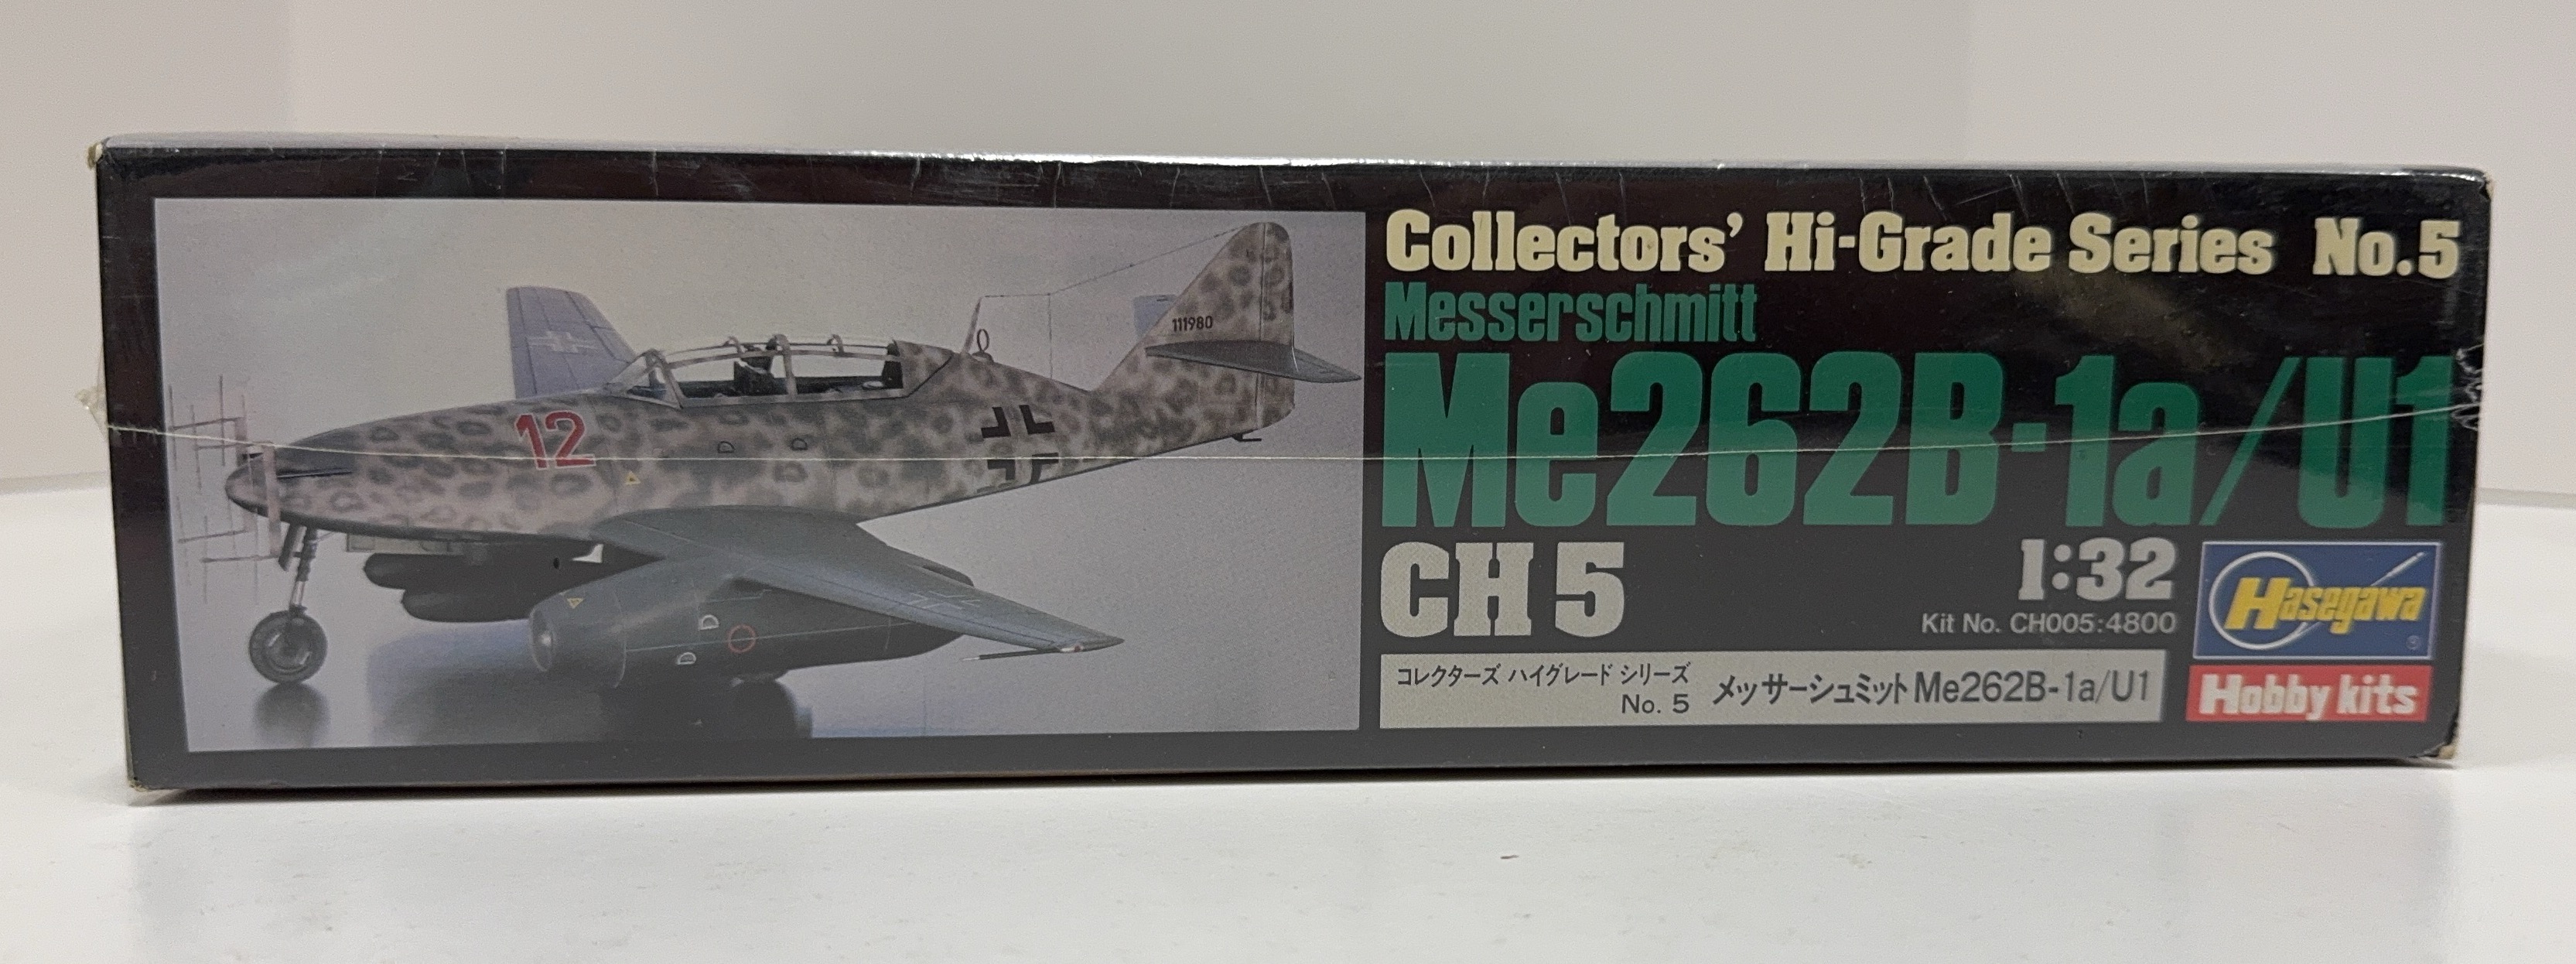 111980
12
Collectors' Hi-Grade Series No.5
Messerschmitt
Me262B-1a/U1
CH 5
1:32
Kit No. CH005:4800
Hasegawa
®
コレクターズ ハイグレード シリーズ
No. 5
メッサーシュミット Me262B-1a/U1
Hobby kits